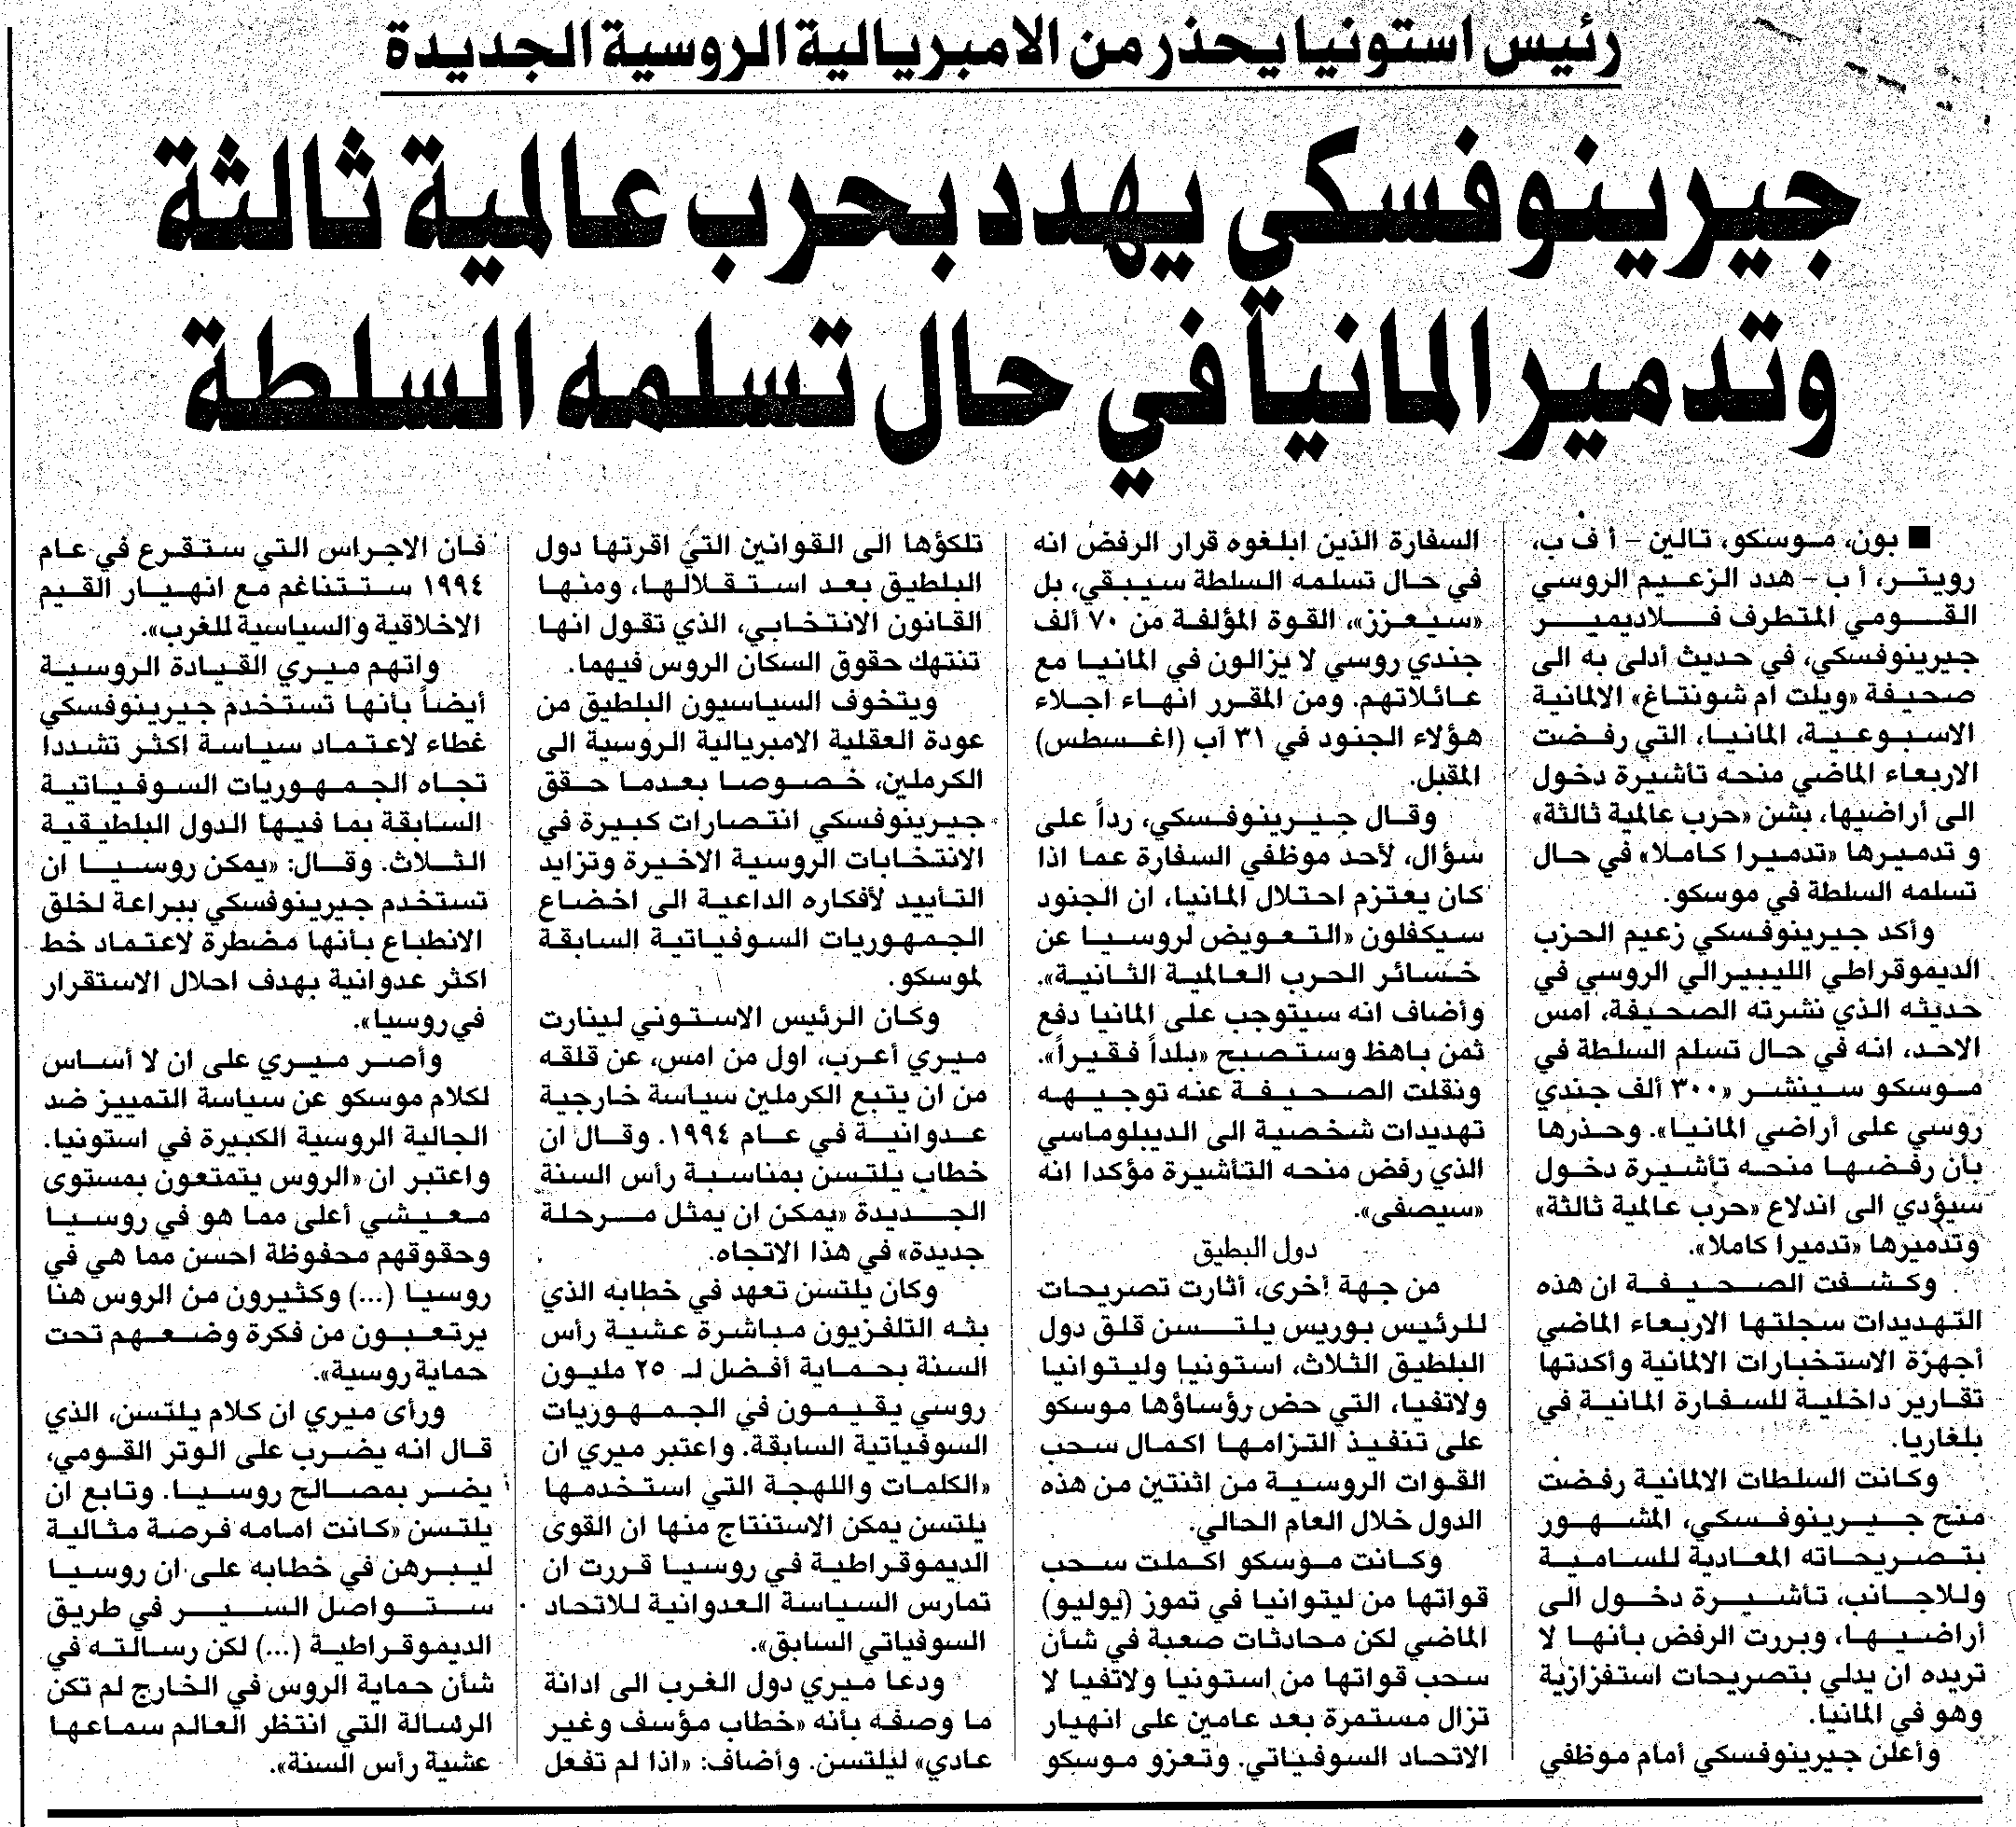 رئيس استونيا يحذر من الامبريالية الروسية الجديدة
جيرينوفسكي يهدد بحرب عالمية ثالثة
وتدمير المانيا في حال تسلمه السلطة
■ بون، موسكو، تالين – أ ف ب،
رويتر، أ ب – هدد الزعيم الروسي
القومي المتطرف فلاديمير
جيرينوفسكي، في حديث أدلى به الى
صحيفة «ويلت ام شونتاغ» الالمانية
الاسبوعية، المانيا، التي رفضت
الاربعاء الماضي منحه تأشيرة دخول
الى أراضيها، بشن «حرب عالمية ثالثة»
و تدميرها «تدميرا كاملا» في حال
تسلمه السلطة في موسكو.
وأكد جيرينوفسكي زعيم الحزب
الديموقراطي الليبيرالي الروسي في
حديثه الذي نشرته الصحيفة، امس
الاحد، انه في حال تسلم السلطة في
موسكو سينشر «٣٠٠ ألف جندي
روسي على أراضي المانيا». وحذرها
بأن رفضها منحه تأشيرة دخول
سيؤدي الى اندلاع «حرب عالمية ثالثة»
وتدميرها «تدميرا كاملا».
وكشفت الصحيفة ان هذه
التهديدات سجلتها الاربعاء الماضي
أجهزة الاستخبارات الالمانية وأكدتها
تقارير داخلية للسفارة المانية في
بلغاريا.
وكانت السلطات الالمانية رفضت
منح جيرينوفسكي، المشهور
بتصريحاته المعادية للسامية
وللاجانب، تأشيرة دخول الى
أراضيها، وبررت الرفض بأنها لا
تريده ان يدلي بتصريحات استفزازية
وهو في المانيا.
وأعلن جيرينوفسكي أمام موظفي
السفارة الذين ابلغوه قرار الرفض انه
في حال تسلمه السلطة سيبقي، بل
«سيعزز»، القوة المؤلفة من ٧٠ ألف
جندي روسي لا يزالون في المانيا مع
عائلاتهم. ومن المقرر انهاء اجلاء
هؤلاء الجنود في ٣١ آب (اغسطس)
المقبل.
وقال جيرينوفسكي، رداً على
سؤال، لأحد موظفي السفارة عما اذا
كان يعتزم احتلال المانيا، ان الجنود
سيكفلون «التعويض لروسيا عن
خسائر الحرب العالمية الثانية».
وأضاف انه سيتوجب على المانيا دفع
ثمن باهظ وستصبح «بلداً فقيراً».
ونقلت الصحيفة عنه توجيهه
تهديدات شخصية الى الديبلوماسي
الذي رفض منحه التأشيرة مؤكدا انه
«سيصفى».
دول البطيق
من جهة أخرى، أثارت تصريحات
للرئيس بوريس يلتسن قلق دول
البلطيق الثلاث، استونيا وليتوانيا
ولاتفيا، التي حض رؤساؤها موسكو
على تنفيذ التزامها اكمال سحب
القوات الروسية من اثنتين من هذه
الدول خلال العام الحالي.
وكانت موسكو اكملت سحب
قواتها من ليتوانيا في تموز (يوليو)
الماضي لكن محادثات صعبة في شأن
سحب قواتها من استونيا ولاتفيا لا
تزال مستمرة بعد عامين على انهيار
الاتحاد السوفياتي. وتعزو موسكو
تلكؤها الى القوانين التي اقرتها دول
البلطيق بعد استقلالها، ومنها
القانون الانتخابي، الذي تقول انها
تنتهك حقوق السكان الروس فيهما.
ويتخوف السياسيون البلطيق من
عودة العقلية الامبريالية الروسية الى
الكرملين، خصوصا بعدما حقق
جيرينوفسكي انتصارات كبيرة في
الانتخابات الروسية الاخيرة وتزايد
التأييد لأفكاره الداعية الى اخضاع
الجمهوريات السوفياتية السابقة
لموسكو.
وكان الرئيس الاستوني لينارت
ميري أعرب، اول من امس، عن قلقه
من ان يتبع الكرملين سياسة خارجية
عدوانية في عام ١٩٩٤. وقال ان
خطاب يلتسن بمناسبة رأس السنة
الجديدة «يمكن ان يمثل مرحلة
جديدة» في هذا الاتجاه.
وكان يلتسن تعهد في خطابه الذي
بثه التلفزيون مباشرة عشية رأس
السنة بحماية أفضل لـ ٢٥ مليون
روسي يقيمون في الجمهوريات
السوفياتية السابقة. واعتبر ميري ان
«الكلمات واللهجة التي استخدمها
يلتسن يمكن الاستنتاج منها ان القوى
الديموقراطية في روسيا قررت ان
تمارس السياسة العدوانية للاتحاد
السوفياتي السابق».
ودعا ميري دول الغرب الى ادانة
ما وصفه بأنه «خطاب مؤسف وغير
عادي» ليلتسن. وأضاف: «اذا لم تفعل
فان الاجراس التي ستقرع في عام
١٩٩٤ ستتناغم مع انهيار القيم
الاخلاقية والسياسية للغرب».
واتهم ميري القيادة الروسية
أيضاً بأنها تستخدم جيرينوفسكي
غطاء لاعتماد سياسة اكثر تشددا
تجاه الجمهوريات السوفياتية
السابقة بما فيها الدول البلطيقية
الثلاث. وقال: «يمكن روسيا ان
تستخدم جيرينوفسكي ببراعة لخلق
الانطباع بأنها مضطرة لاعتماد خط
اكثر عدوانية بهدف احلال الاستقرار
في روسيا».
وأصر ميري على ان لا أساس
لكلام موسكو عن سياسة التمييز ضد
الجالية الروسية الكبيرة في استونيا.
واعتبر ان «الروس يتمتعون بمستوى
معيشي أعلى مما هو في روسيا
وحقوقهم محفوظة احسن مما هي في
روسيا (...) وكثيرون من الروس هنا
يرتعبون من فكرة وضعهم تحت
حماية روسية».
ورأى ميري ان كلام يلتسن، الذي
قال انه يضرب على الوتر القومي،
يضر بمصالح روسيا. وتابع ان
يلتسن «كانت امامه فرصة مثالية
ليبرهن في خطابه على ان روسيا
ستواصل السير في طريق
الديموقراطية (...) لكن رسالته في
شأن حماية الروس في الخارج لم تكن
الرسالة التي انتظر العالم سماعها
عشية رأس السنة».